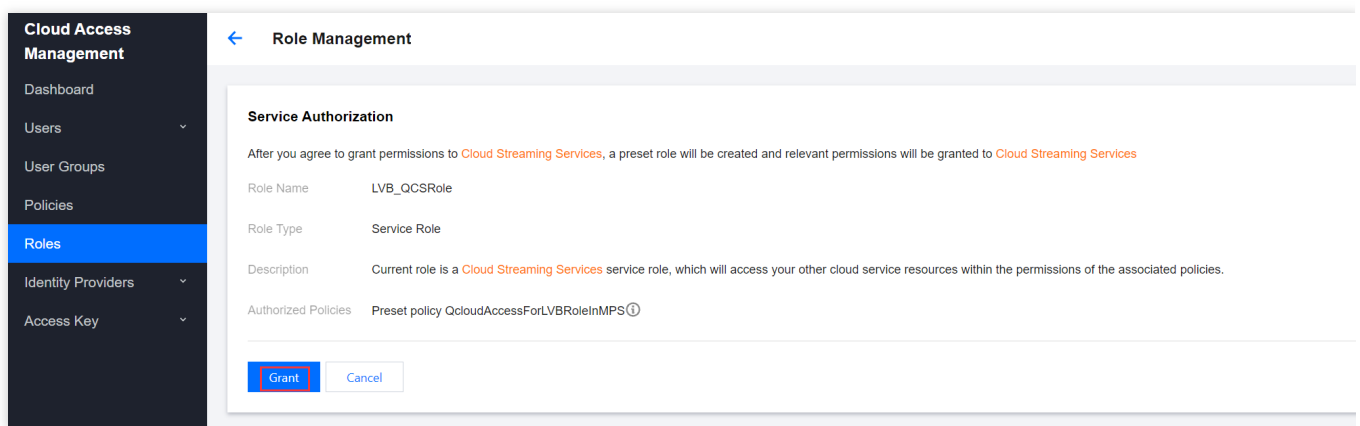 Cloud Access
Management
Dashboard
Users
User Groups
Policies
Roles
Identity Providers
Access Key
Role Management
Service Authorization
After you agree to grant permissions to Cloud Streaming Services, a preset role will be created and relevant permissions will be granted to Cloud Streaming Services
Role Name LVB_QCSRole
Role Type Service Role
Description Current role is a Cloud Streaming Services service role, which will access your other cloud service resources within the permissions of the associated policies.
Authorized Policies Preset policy QcloudAccessForLVBRoleInMPS
Grant Cancel